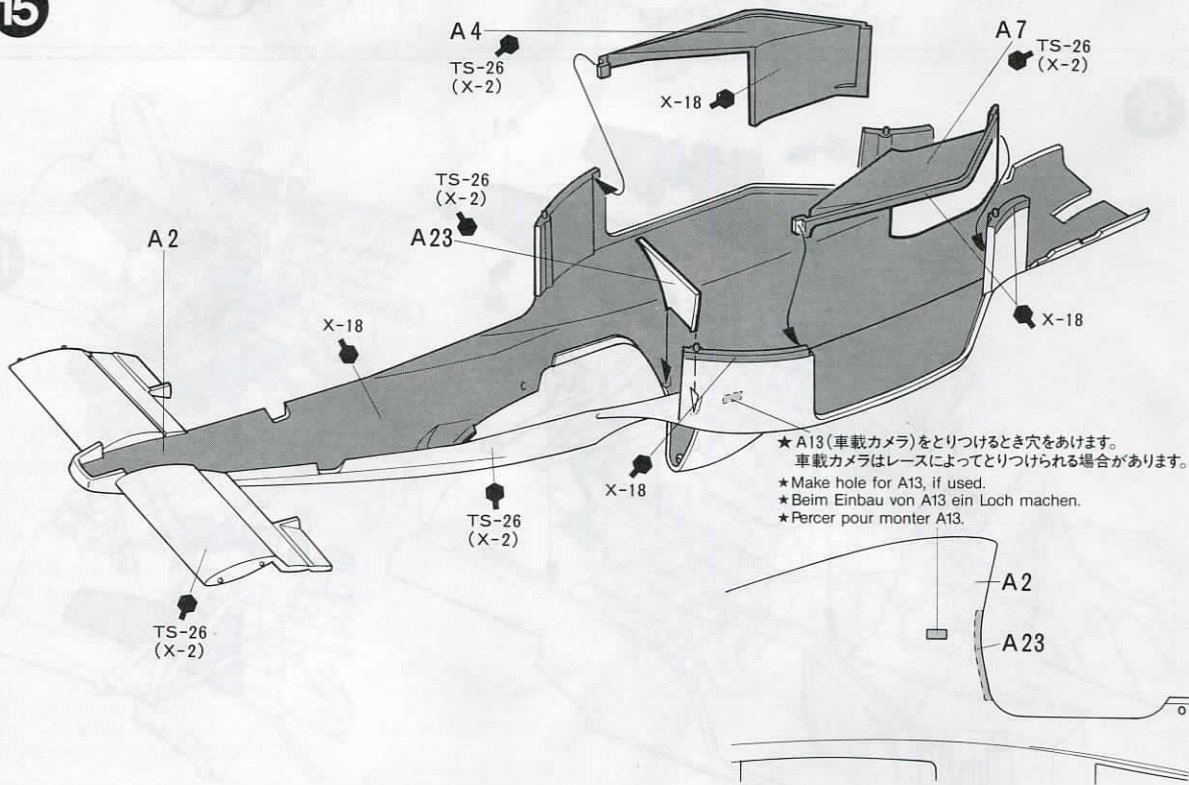 15
A4
TS-26
(X-2)
X-18
A7
TS-26
(X-2)
TS-26
(X-2)
A23
A2
X-18
X-18
X-18
TS-26
(X-2)
TS-26
(X-2)
★ A13(車載カメラ)をとりつけるとき穴をあけます。
車載カメラはレースによってとりつけられる場合があります。
★Make hole for A13, if used.
★Beim Einbau von A13 ein Loch machen.
★Percer pour monter A13.
A2
A23